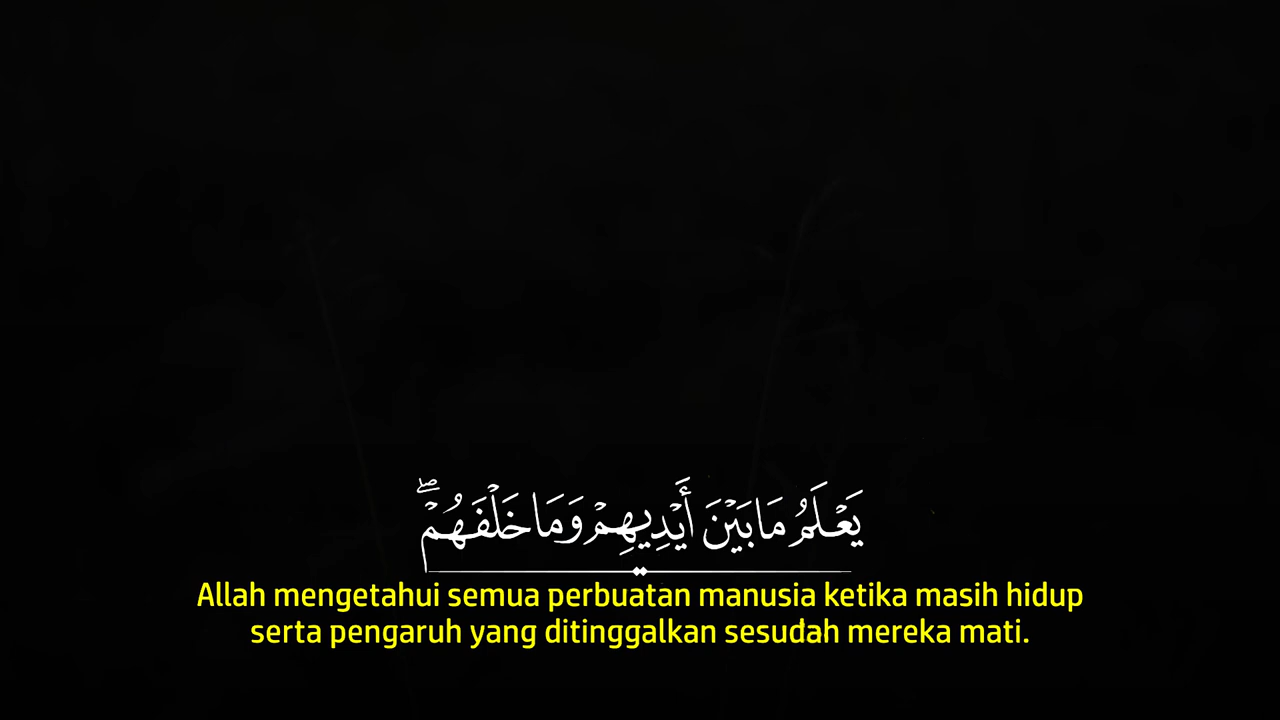 يَعْلَمُ مَا بَيْنَ أَيْدِيهِمْ وَمَا خَلْفَهُمْ ۖ
Allah mengetahui semua perbuatan manusia ketika masih hidup
serta pengaruh yang ditinggalkan sesudah mereka mati.